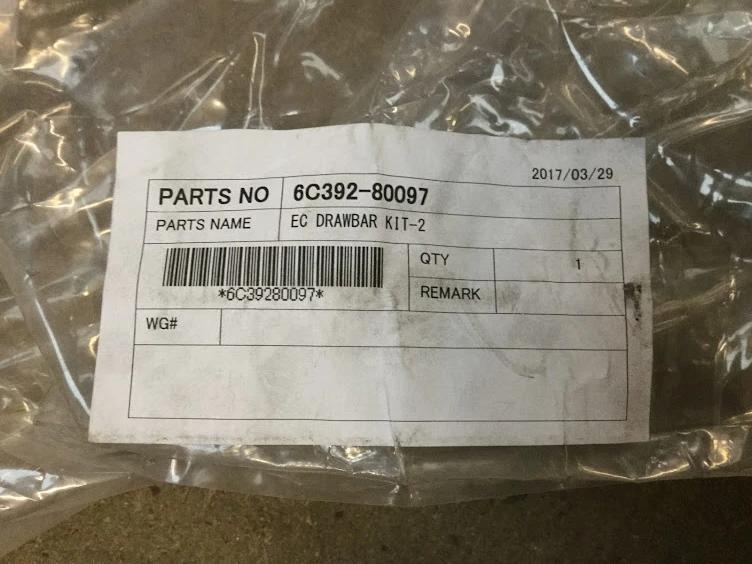 2017/03/29
PARTS NO 6C392-80097
PARTS NAME EC DRAWBAR KIT-2
QTY 1
*6C39280097*
REMARK
WG#